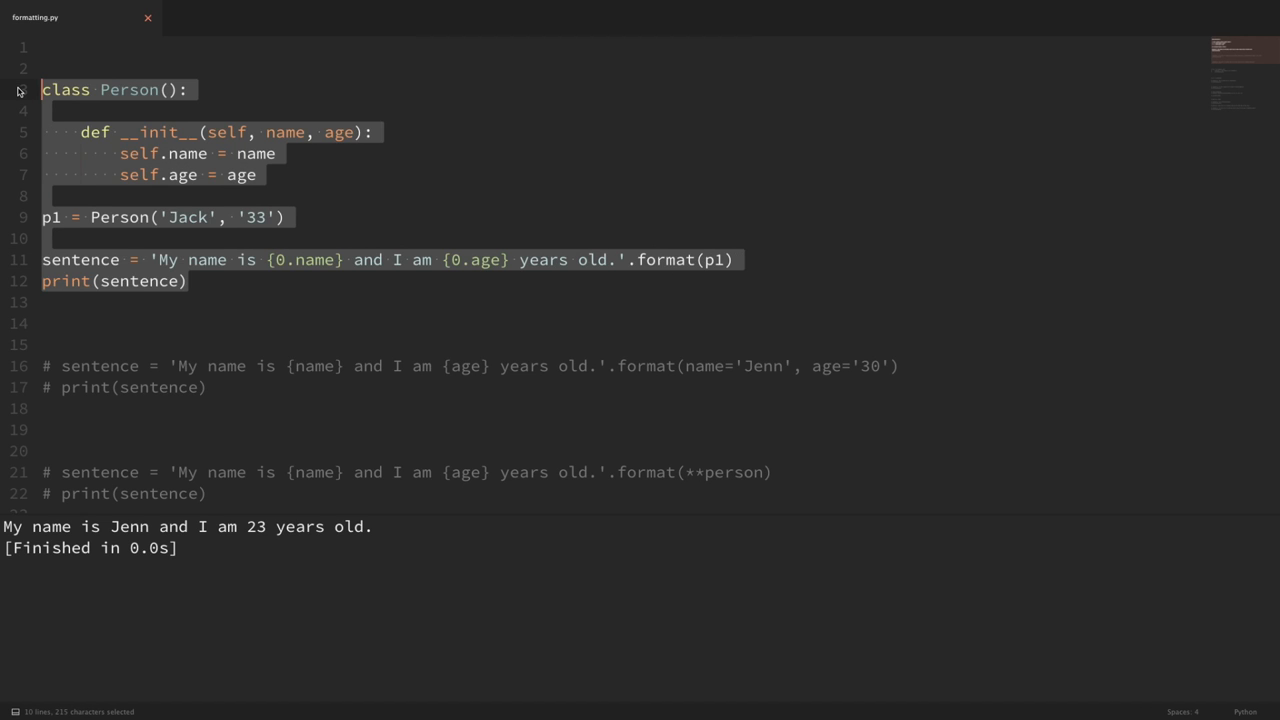 formatting.py
1
2
3 class Person():
4
5 def __init__(self, name, age):
6 self.name = name
7 self.age = age
8
9 p1 = Person('Jack', '33')
10
11 sentence = 'My name is {0.name} and I am {0.age} years old.'.format(p1)
12 print(sentence)
13
14
15
16 # sentence = 'My name is {name} and I am {age} years old.'.format(name='Jenn', age='30')
17 # print(sentence)
18
19
20
21 # sentence = 'My name is {name} and I am {age} years old.'.format(**person)
22 # print(sentence)
My name is Jenn and I am 23 years old.
[Finished in 0.0s]
10 lines, 215 characters selected
Spaces: 4 Python